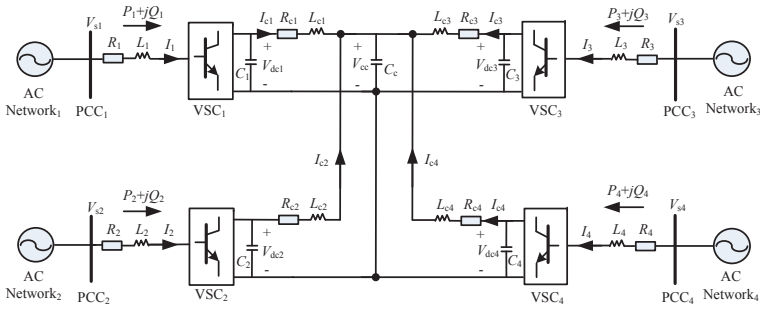 V_s1
P_1+jQ_1
R_1 L_1 I_1
AC
Network_1
PCC_1
VSC_1
I_c1 R_c1 L_c1
C_1
+
V_dc1
-
+
V_cc
-
C_c
L_c3 R_c3 I_c3
+
V_dc3
-
C_3
VSC_3
P_3+jQ_3
V_s3
I_3 L_3 R_3
PCC_3
AC
Network_3
I_c2
I_c4
V_s2
P_2+jQ_2
R_2 L_2 I_2
AC
Network_2
PCC_2
VSC_2
R_c2 L_c2
C_2
+
V_dc2
-
L_c4 R_c4 I_c4
+
V_dc4
-
C_4
VSC_4
P_4+jQ_4
V_s4
I_4 L_4 R_4
PCC_4
AC
Network_4